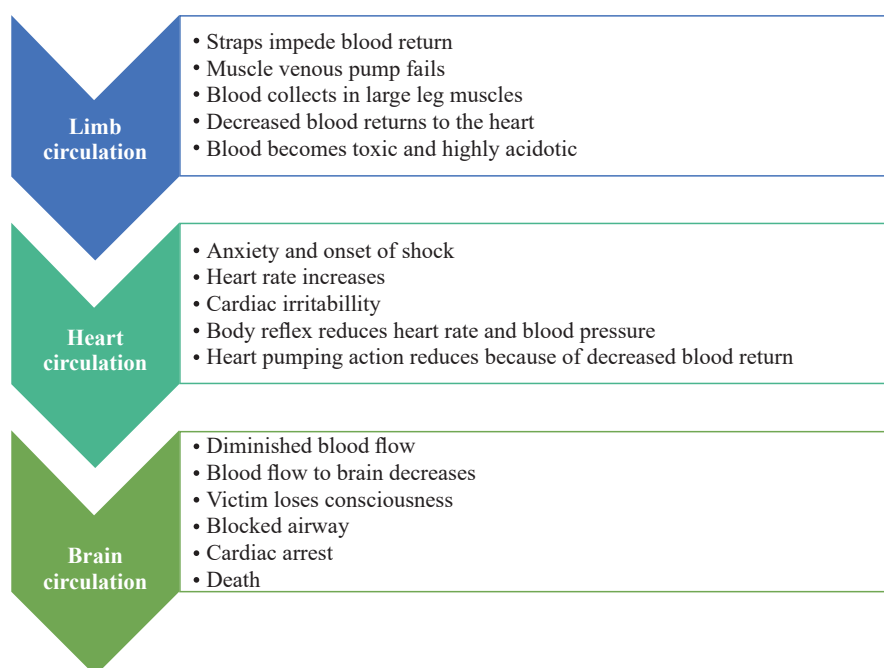 Limb
circulation
• Straps impede blood return
• Muscle venous pump fails
• Blood collects in large leg muscles
• Decreased blood returns to the heart
• Blood becomes toxic and highly acidotic
Heart
circulation
• Anxiety and onset of shock
• Heart rate increases
• Cardiac irritabillity
• Body reflex reduces heart rate and blood pressure
• Heart pumping action reduces because of decreased blood return
Brain
circulation
• Diminished blood flow
• Blood flow to brain decreases
• Victim loses consciousness
• Blocked airway
• Cardiac arrest
• Death